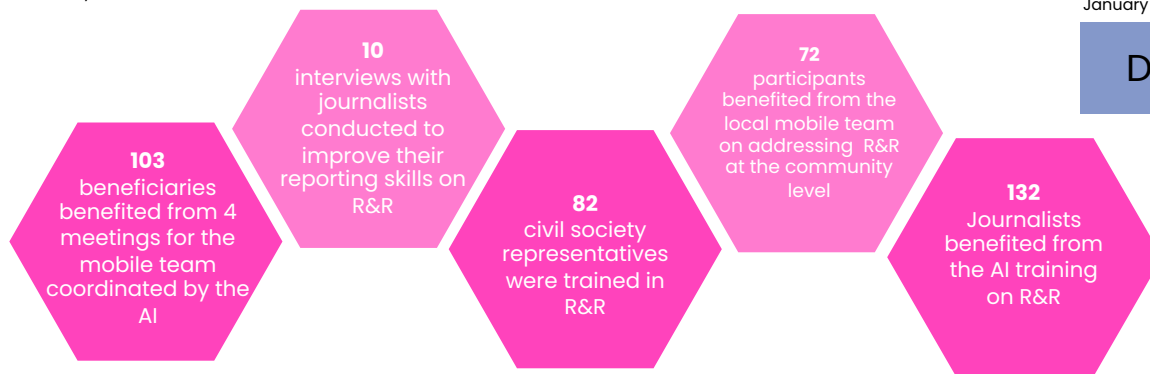 January
D
10
interviews with
journalists
conducted to
improve their
reporting skills on
R&R
72
participants
benefited from the
local mobile team
on addressing R&R
at the community
level
103
beneficiaries
benefited from 4
meetings for the
mobile team
coordinated by the
AI
82
civil society
representatives
were trained in
R&R
132
Journalists
benefited from
the AI training
on R&R